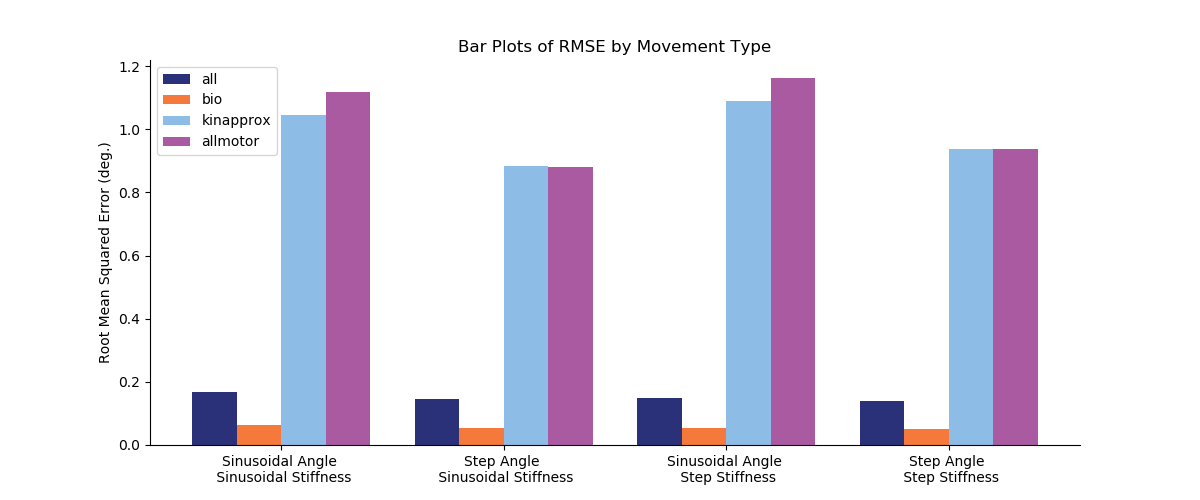 Bar Plots of RMSE by Movement Type
Root Mean Squared Error (deg.)
1.2
1.0
0.8
0.6
0.4
0.2
0.0
all
bio
kinapprox
allmotor
Sinusoidal Angle
Sinusoidal Stiffness
Step Angle
Sinusoidal Stiffness
Sinusoidal Angle
Step Stiffness
Step Angle
Step Stiffness